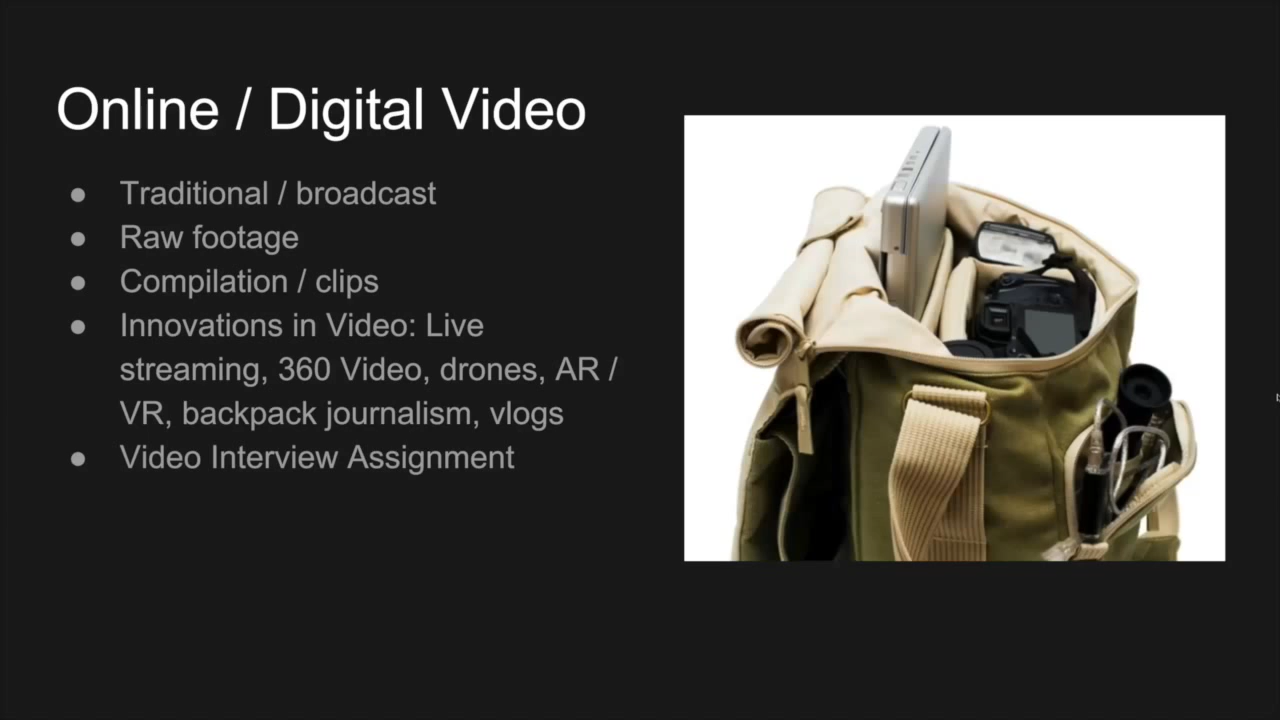 Online / Digital Video
● Traditional / broadcast
● Raw footage
● Compilation / clips
● Innovations in Video: Live
streaming, 360 Video, drones, AR /
VR, backpack journalism, vlogs
● Video Interview Assignment